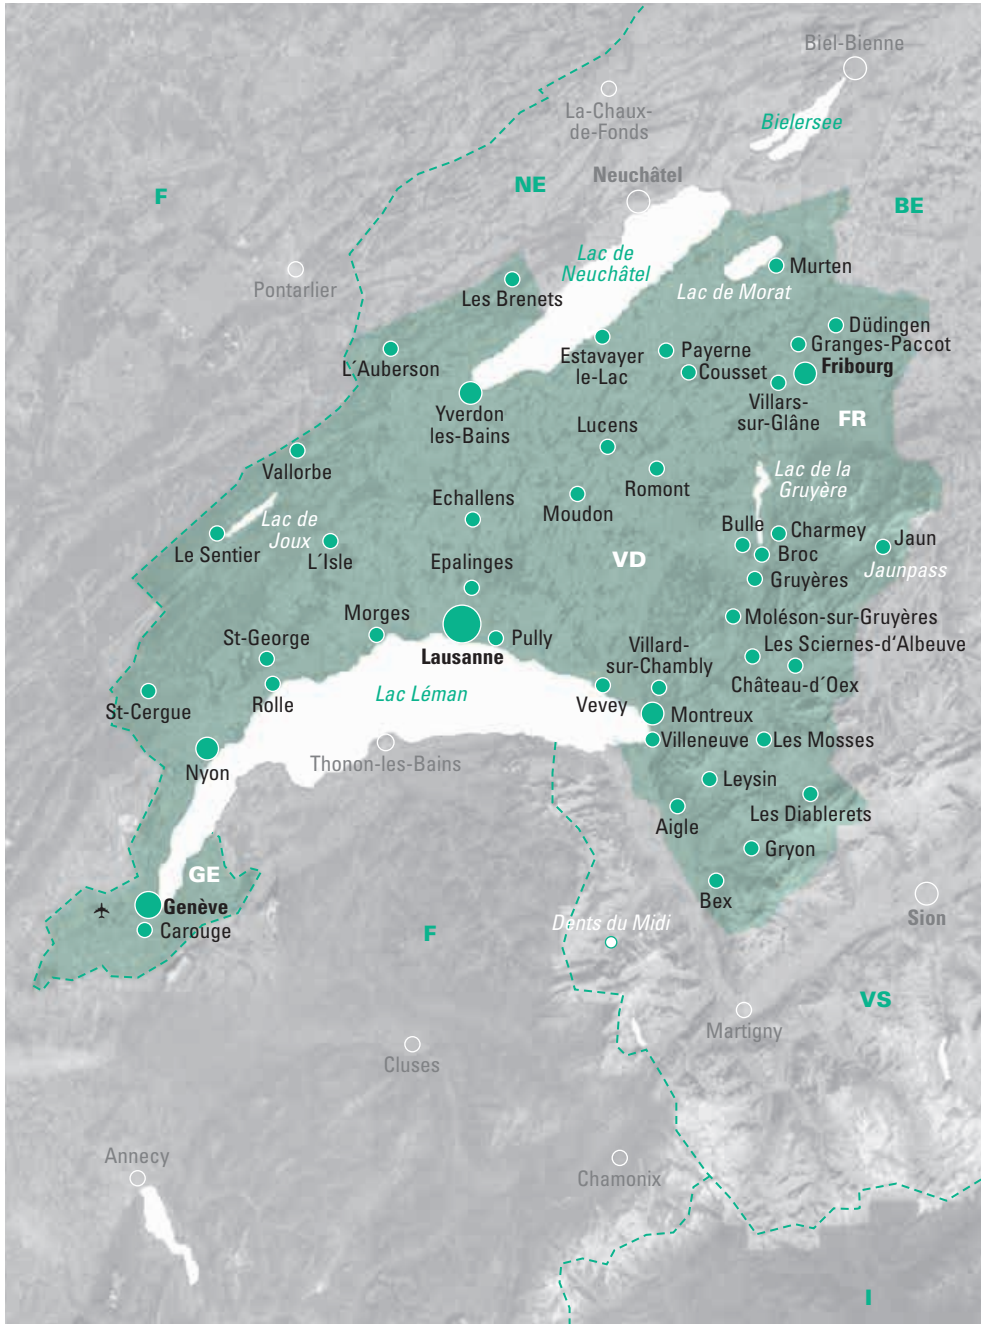 Biel-Bienne
La-Chaux-
de-Fonds
Bielersee
F
NE
Neuchâtel
BE
Lac de
Neuchâtel
Murten
Pontarlier
Les Brenets
Lac de Morat
Düdingen
Granges-Paccot
L´Auberson
Estavayer
le-Lac
Payerne
Cousset
Fribourg
Villars-
sur-Glâne
Yverdon
les-Bains
Lucens
FR
Vallorbe
Romont
Lac de la
Gruyère
Echallens
Moudon
Lac de
Joux
Le Sentier
L´Isle
Bulle
Charmey
Jaun
Broc
Jaunpass
VD
Epalinges
Gruyères
Morges
Moléson-sur-Gruyères
St-George
Pully
Lausanne
Villard-
sur-Chambly
Les Sciernes-d‘Albeuve
Château-d´Oex
St-Cergue
Rolle
Lac Léman
Vevey
Montreux
Villeneuve
Les Mosses
Nyon
Thonon-les-Bains
Leysin
Les Diablerets
Aigle
Gryon
GE
Bex
Genève
Carouge
Sion
Dents du Midi
F
VS
Martigny
Cluses
Annecy
Chamonix
I